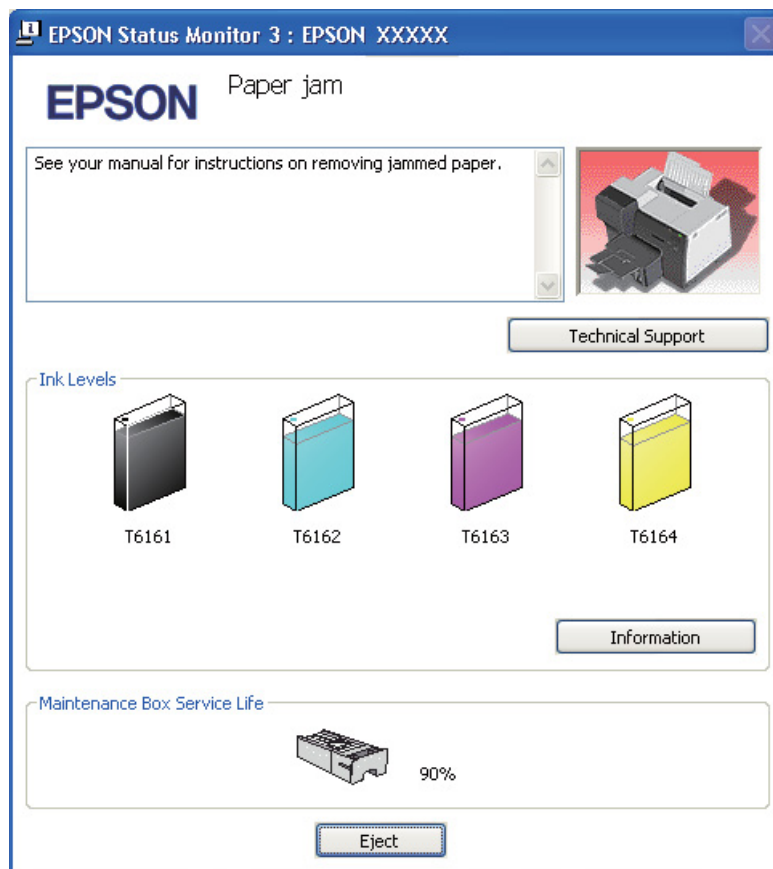 EPSON Status Monitor 3 : EPSON XXXXX
EPSON
Paper jam
See your manual for instructions on removing jammed paper.
Technical Support
Ink Levels
T6161
T6162
T6163
T6164
Information
Maintenance Box Service Life
90%
Eject